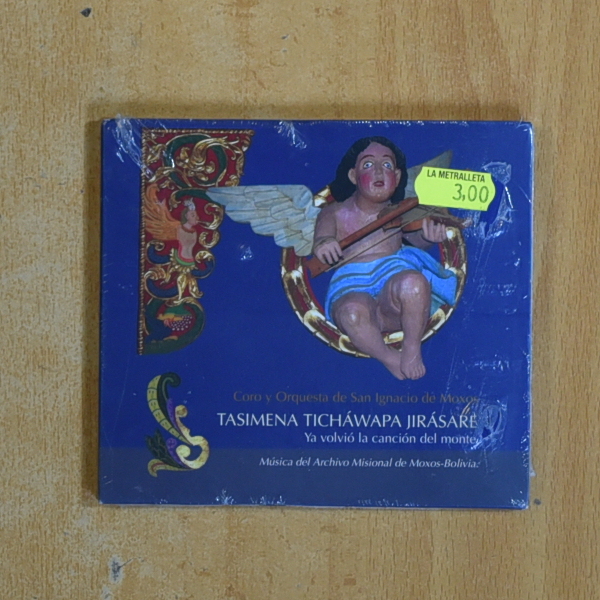 LA METRALLETA
3,00
Coro y Orquesta de San Ignacio de Moxos
TASIMENA TICHÁWAPA JIRÁSARE
Ya volvió la canción del monte
Música del Archivo Misional de Moxos-Bolivia: